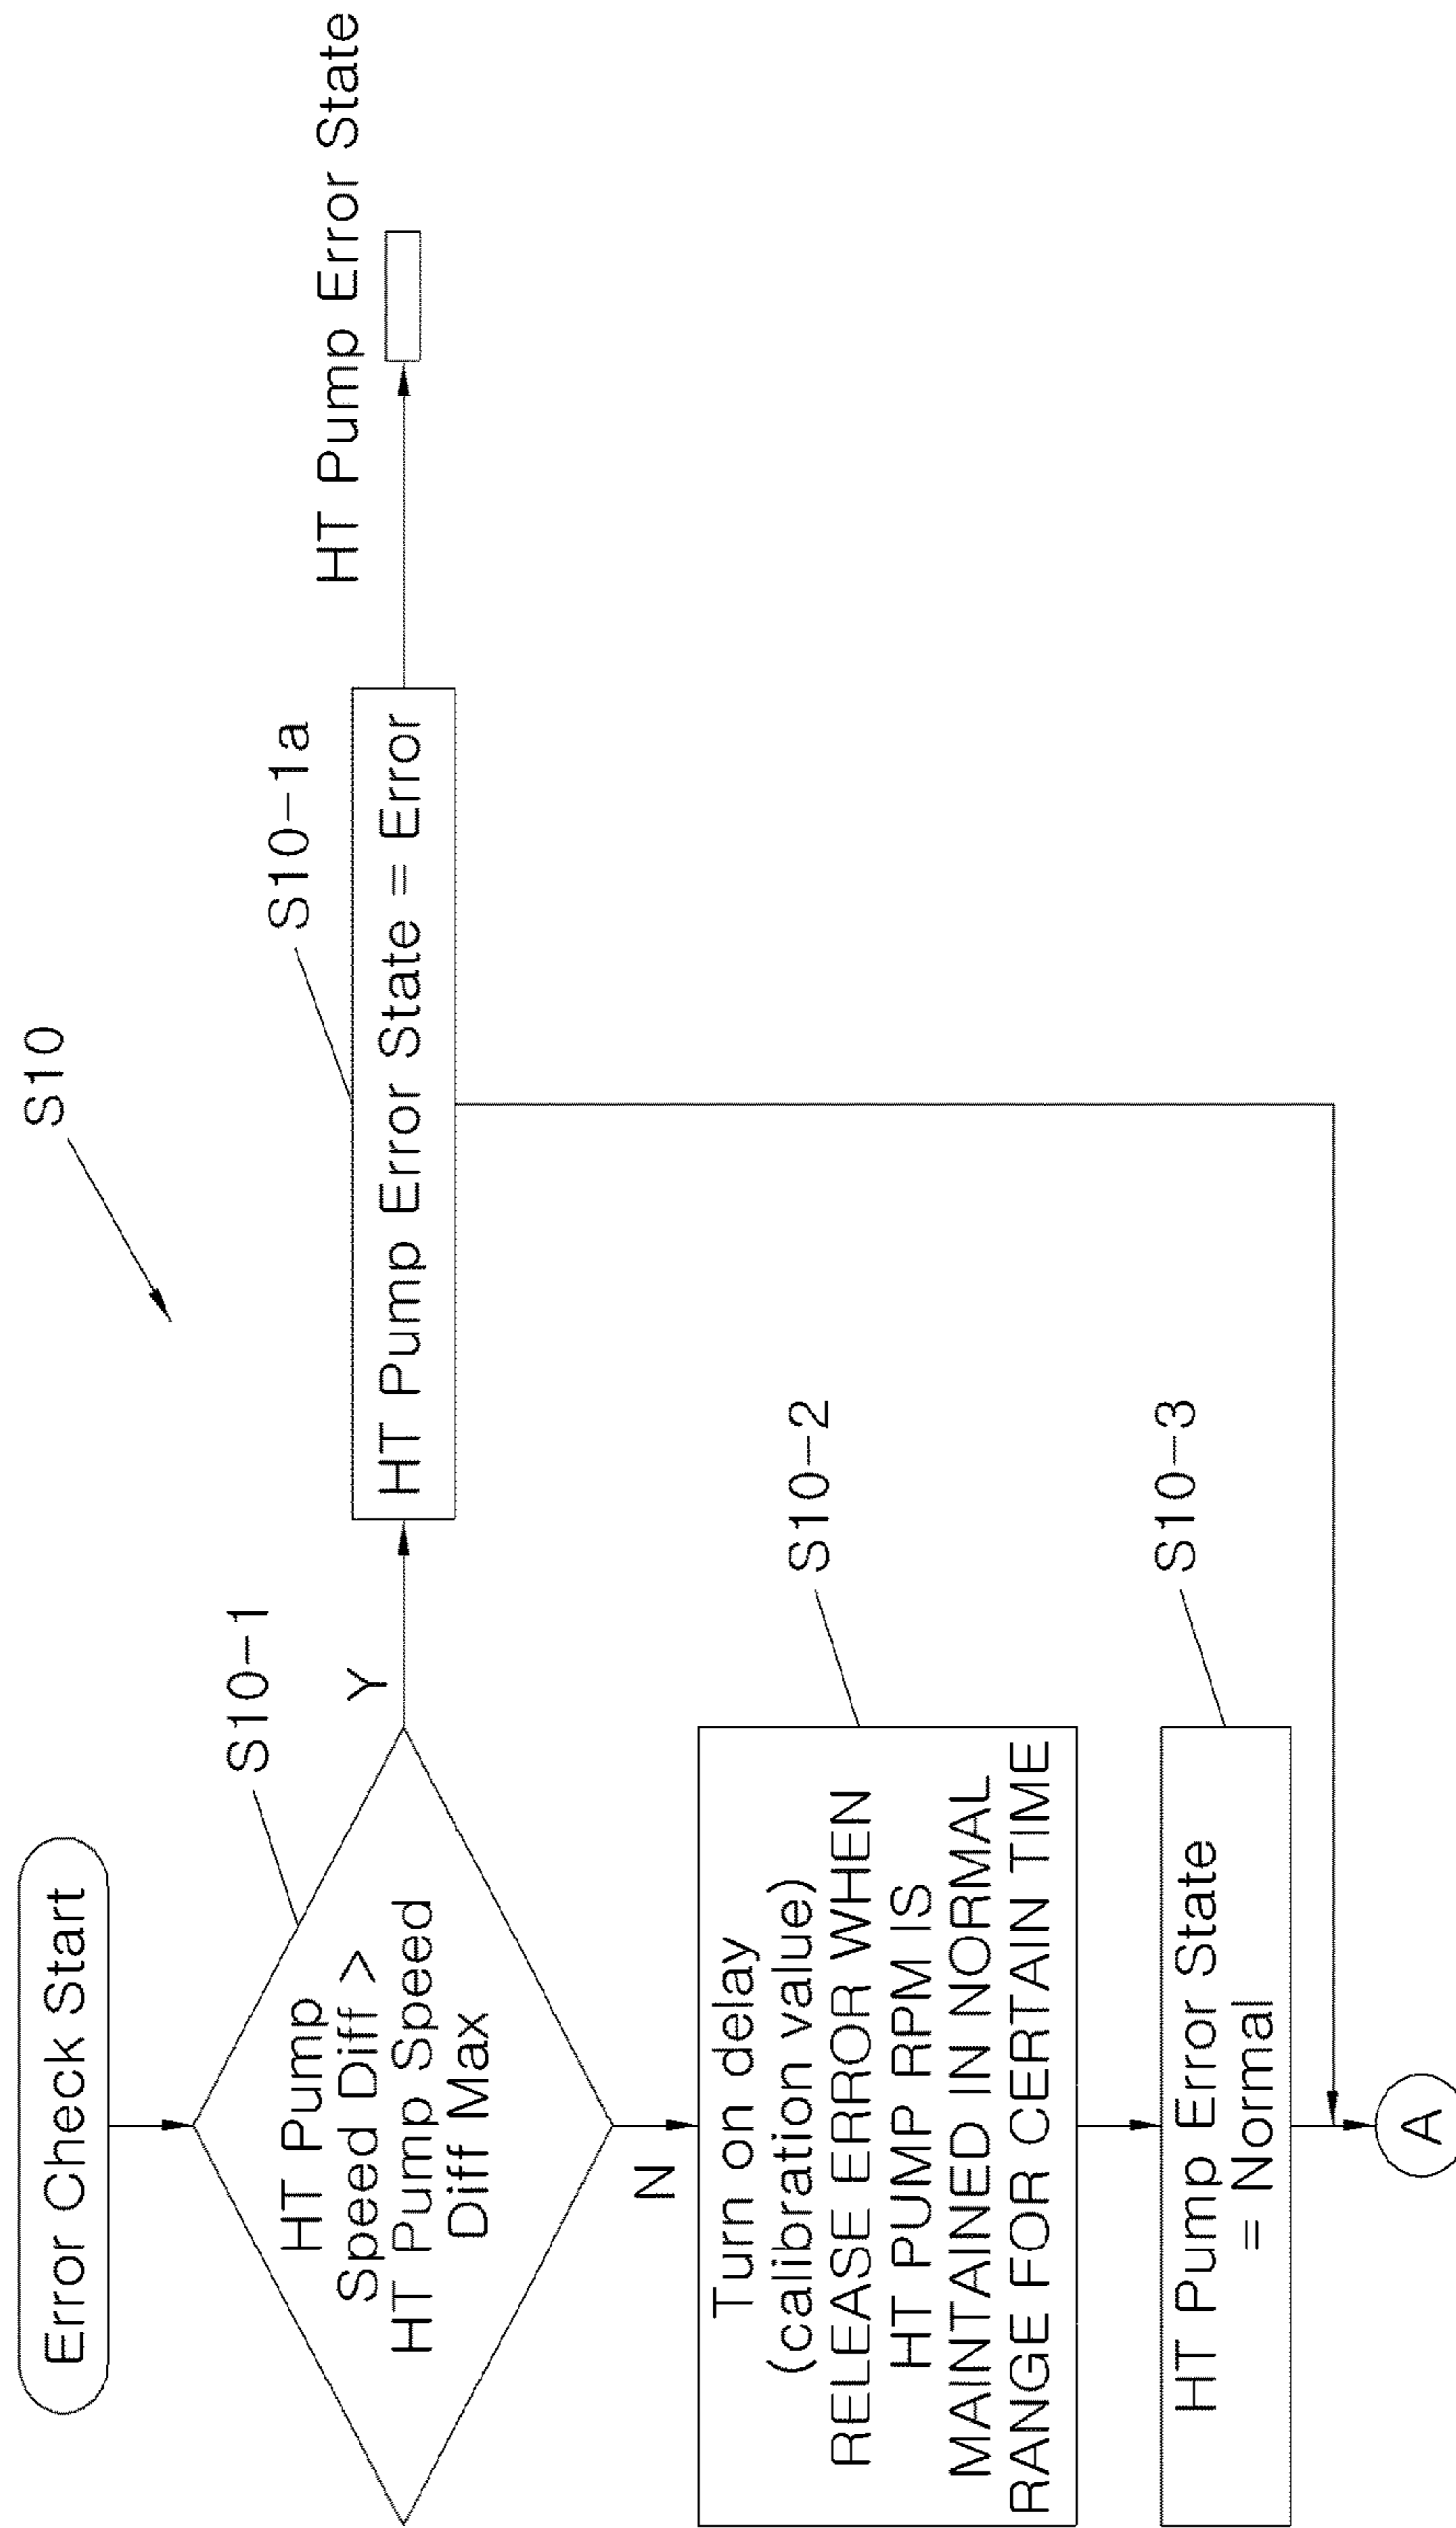 S10
Error Check Start
S10-1
HT Pump
Speed Diff >
HT Pump Speed
Diff Max
Y
S10-1a
HT Pump Error State = Error
HT Pump Error State
N
S10-2
Turn on delay
(calibration value)
RELEASE ERROR WHEN
HT PUMP RPM IS
MAINTAINED IN NORMAL
RANGE FOR CERTAIN TIME
S10-3
HT Pump Error State
= Normal
A